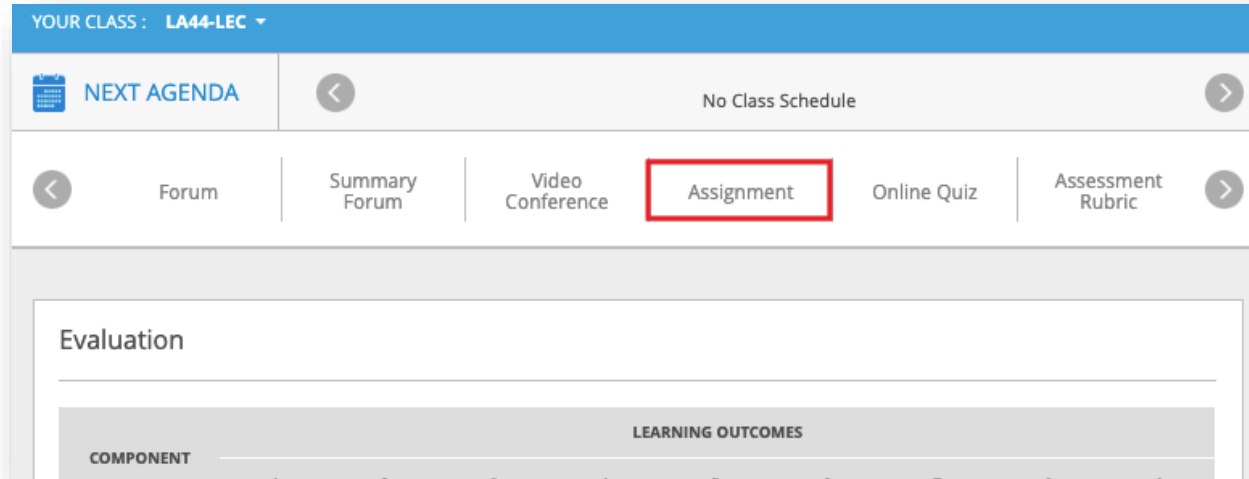 YOUR CLASS : LA44-LEC
NEXT AGENDA
No Class Schedule
Forum
Summary
Forum
Video
Conference
Assignment
Online Quiz
Assessment
Rubric
Evaluation
LEARNING OUTCOMES
COMPONENT